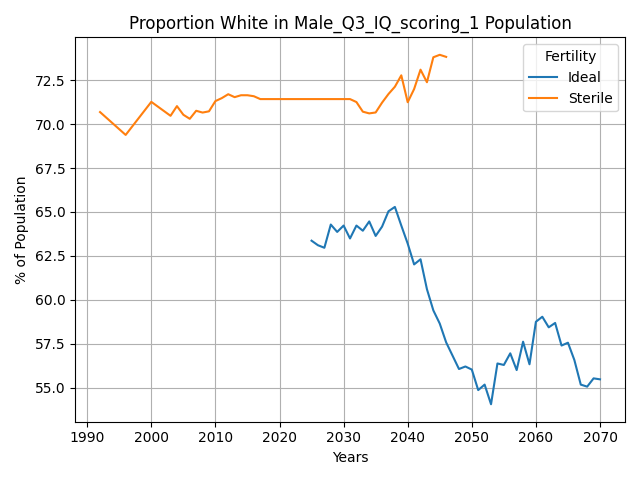 Proportion White in Male_Q3_IQ_scoring_1 Population
Fertility
Ideal
Sterile
% of Population
72.5
70.0
67.5
65.0
62.5
60.0
57.5
55.0
1990 2000 2010 2020 2030 2040 2050 2060 2070
Years